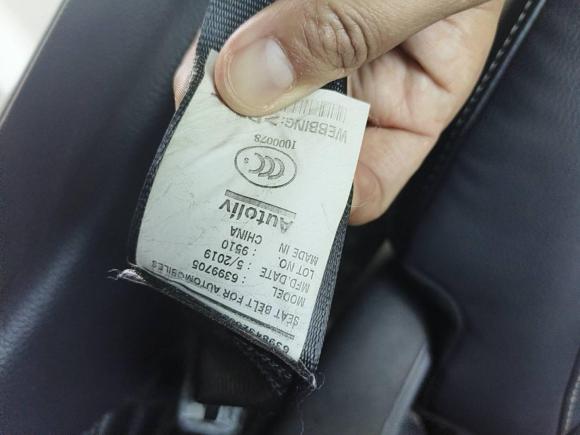 SEAT BELT FOR AUTOMOBILES
MODEL : 6399705
MFD DATE : 5/2019
LOT NO. : 9510
MADE IN CHINA
Autoliv
CCC S
1000078
WEBBING: